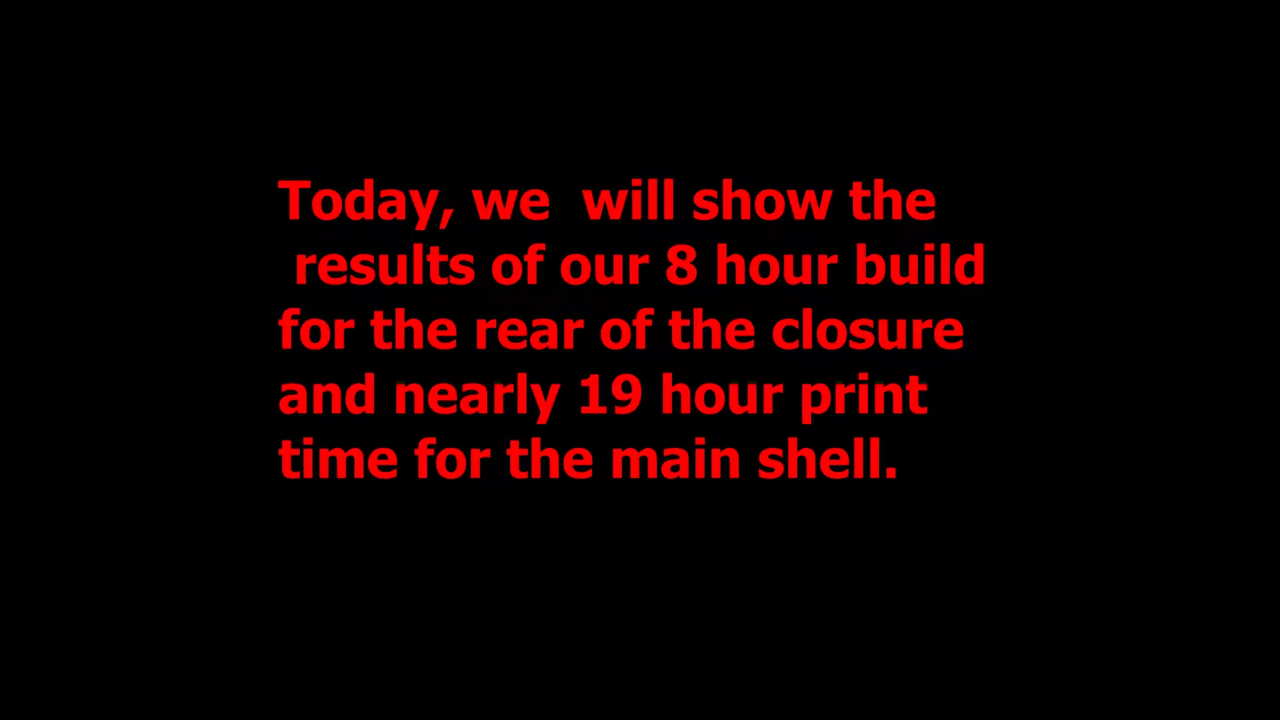 Today, we will show the
results of our 8 hour build
for the rear of the closure
and nearly 19 hour print
time for the main shell.